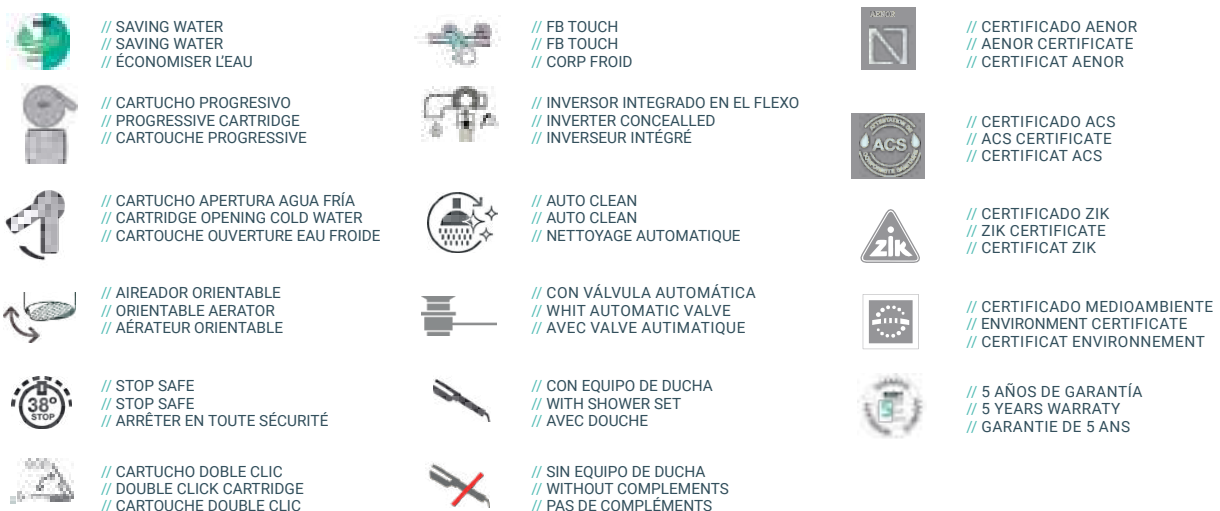 // SAVING WATER
// SAVING WATER
// ÉCONOMISER L'EAU
// CARTUCHO PROGRESIVO
// PROGRESSIVE CARTRIDGE
// CARTOUCHE PROGRESSIVE
// CARTUCHO APERTURA AGUA FRÍA
// CARTRIDGE OPENING COLD WATER
// CARTOUCHE OUVERTURE EAU FROIDE
// AIREADOR ORIENTABLE
// ORIENTABLE AERATOR
// AÉRATEUR ORIENTABLE
38°
STOP
// STOP SAFE
// STOP SAFE
// ARRÊTER EN TOUTE SÉCURITÉ
// CARTUCHO DOBLE CLIC
// DOUBLE CLICK CARTRIDGE
// CARTOUCHE DOUBLE CLIC
// FB TOUCH
// FB TOUCH
// CORP FROID
// INVERSOR INTEGRADO EN EL FLEXO
// INVERTER CONCEALLED
// INVERSEUR INTÉGRÉ
// AUTO CLEAN
// AUTO CLEAN
// NETTOYAGE AUTOMATIQUE
// CON VÁLVULA AUTOMÁTICA
// WHIT AUTOMATIC VALVE
// AVEC VALVE AUTIMATIQUE
// CON EQUIPO DE DUCHA
// WITH SHOWER SET
// AVEC DOUCHE
// SIN EQUIPO DE DUCHA
// WITHOUT COMPLEMENTS
// PAS DE COMPLÉMENTS
AENOR
// CERTIFICADO AENOR
// AENOR CERTIFICATE
// CERTIFICAT AENOR
ACS
// CERTIFICADO ACS
// ACS CERTIFICATE
// CERTIFICAT ACS
zik
// CERTIFICADO ZIK
// ZIK CERTIFICATE
// CERTIFICAT ZIK
// CERTIFICADO MEDIOAMBIENTE
// ENVIRONMENT CERTIFICATE
// CERTIFICAT ENVIRONNEMENT
5
// 5 AÑOS DE GARANTÍA
// 5 YEARS WARRATY
// GARANTIE DE 5 ANS